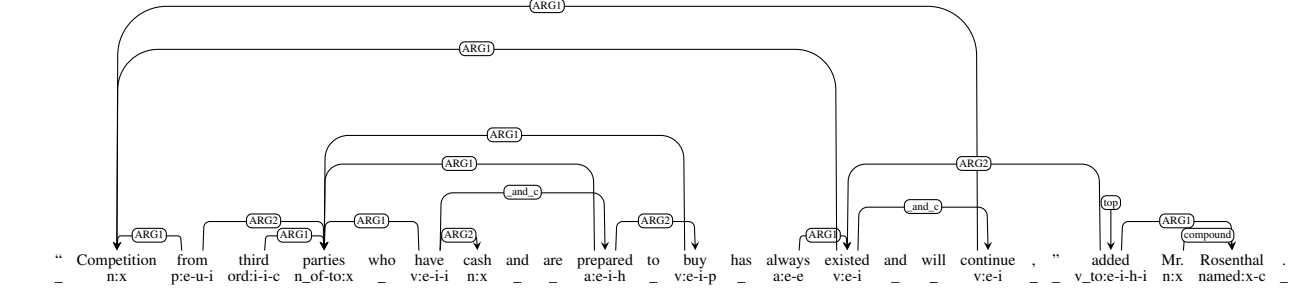 ARG1
ARG1
ARG1
ARG1 ARG2
_and_c
top
_and_c
ARG2 ARG1 ARG2 ARG1
ARG1 ARG1 ARG2 ARG1 compound
“ Competition from third parties who have cash and are prepared to buy has always existed and will continue , ” added Mr. Rosenthal .
_ n:x p:e-u-i ord:i-i-c n_of-to:x _ v:e-i-i n:x _ _ a:e-i-h _ v:e-i-p _ a:e-e v:e-i _ _ v:e-i _ _ v_to:e-i-h-i n:x named:x-c _